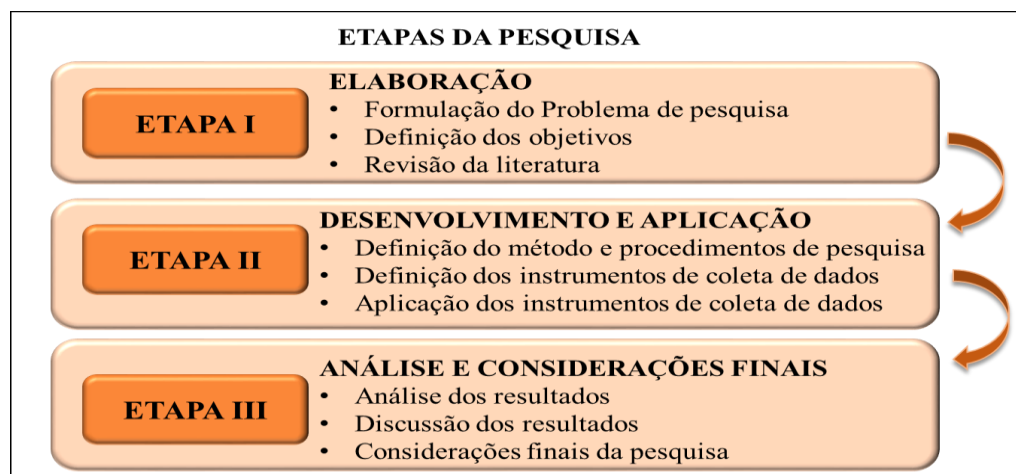 ETAPAS DA PESQUISA
ETAPA I
ELABORAÇÃO
• Formulação do Problema de pesquisa
• Definição dos objetivos
• Revisão da literatura
ETAPA II
DESENVOLVIMENTO E APLICAÇÃO
• Definição do método e procedimentos de pesquisa
• Definição dos instrumentos de coleta de dados
• Aplicação dos instrumentos de coleta de dados
ETAPA III
ANÁLISE E CONSIDERAÇÕES FINAIS
• Análise dos resultados
• Discussão dos resultados
• Considerações finais da pesquisa